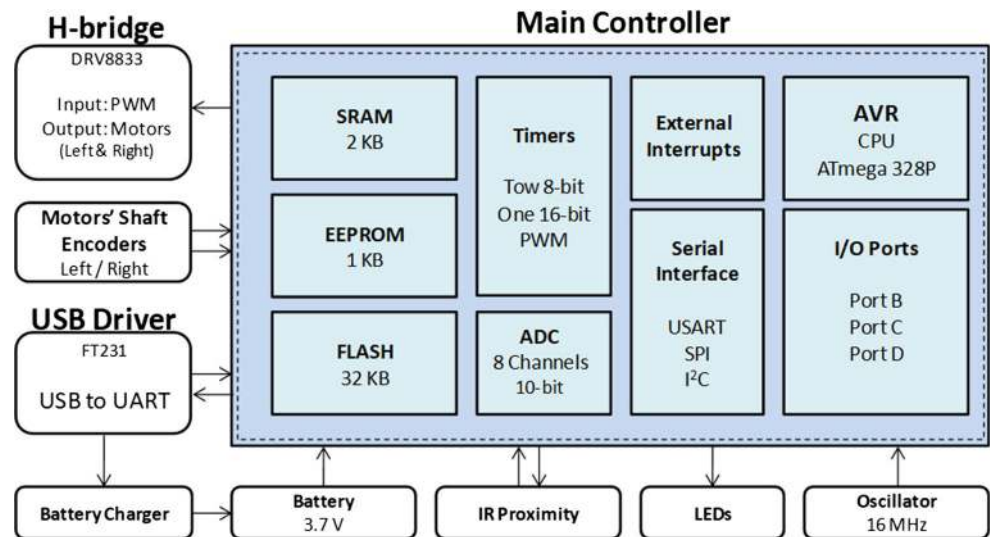 H-bridge
DRV8833
Input: PWM
Output: Motors
(Left & Right)
Motors' Shaft
Encoders
Left / Right
USB Driver
FT231
USB to UART
Battery Charger
Main Controller
SRAM
2 KB
EEPROM
1 KB
FLASH
32 KB
Timers
Tow 8-bit
One 16-bit
PWM
ADC
8 Channels
10-bit
External
Interrupts
Serial
Interface
USART
SPI
I²C
AVR
CPU
ATmega 328P
I/O Ports
Port B
Port C
Port D
Battery
3.7 V
IR Proximity
LEDs
Oscillator
16 MHz